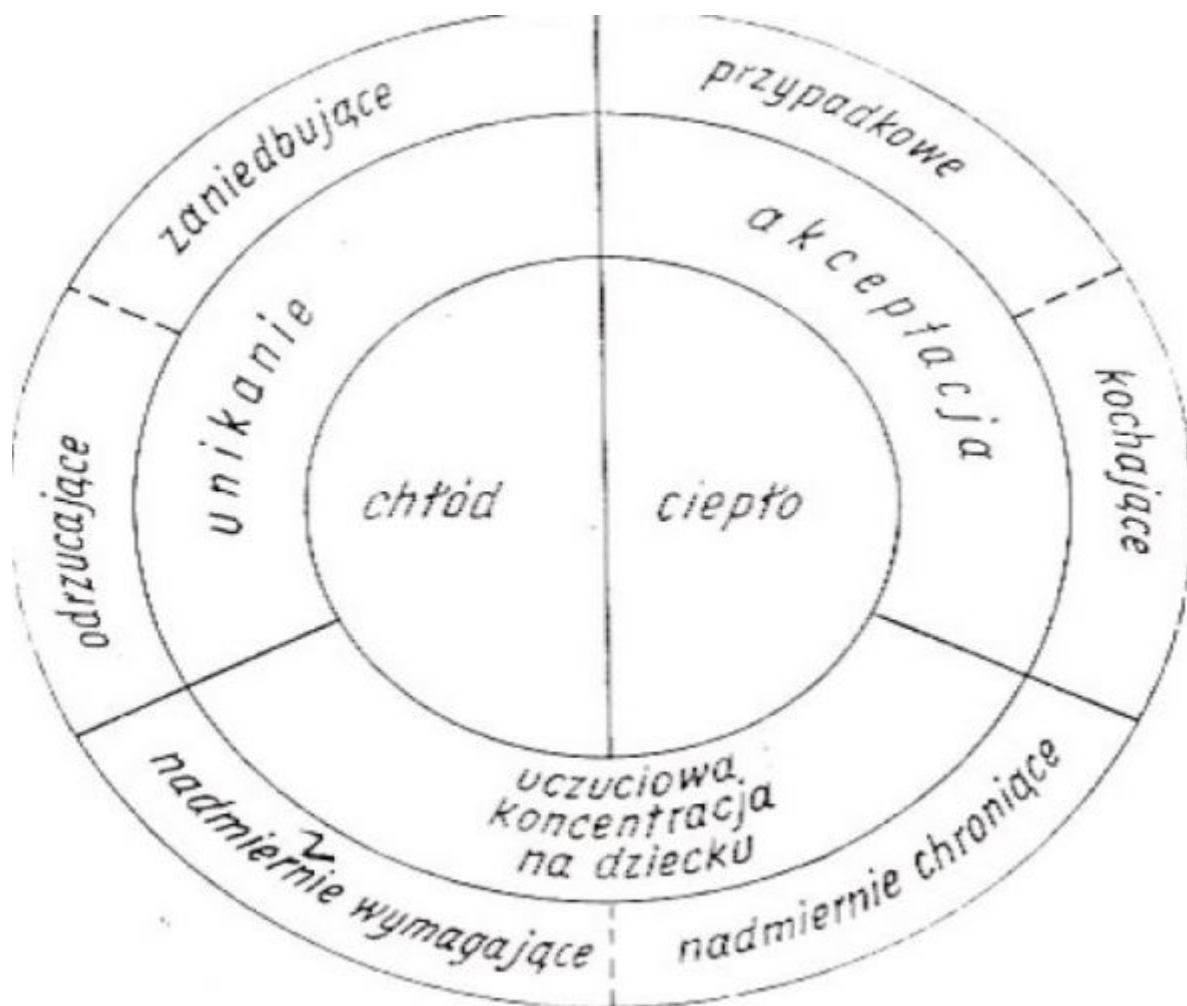 zaniedbujące
przypadkowe
unikanie
akceptacja
chłód
ciepło
odrzucające
kochające
uczuciowa
koncentracja
na dziecku
nadmiernie wymagające
nadmiernie chroniące